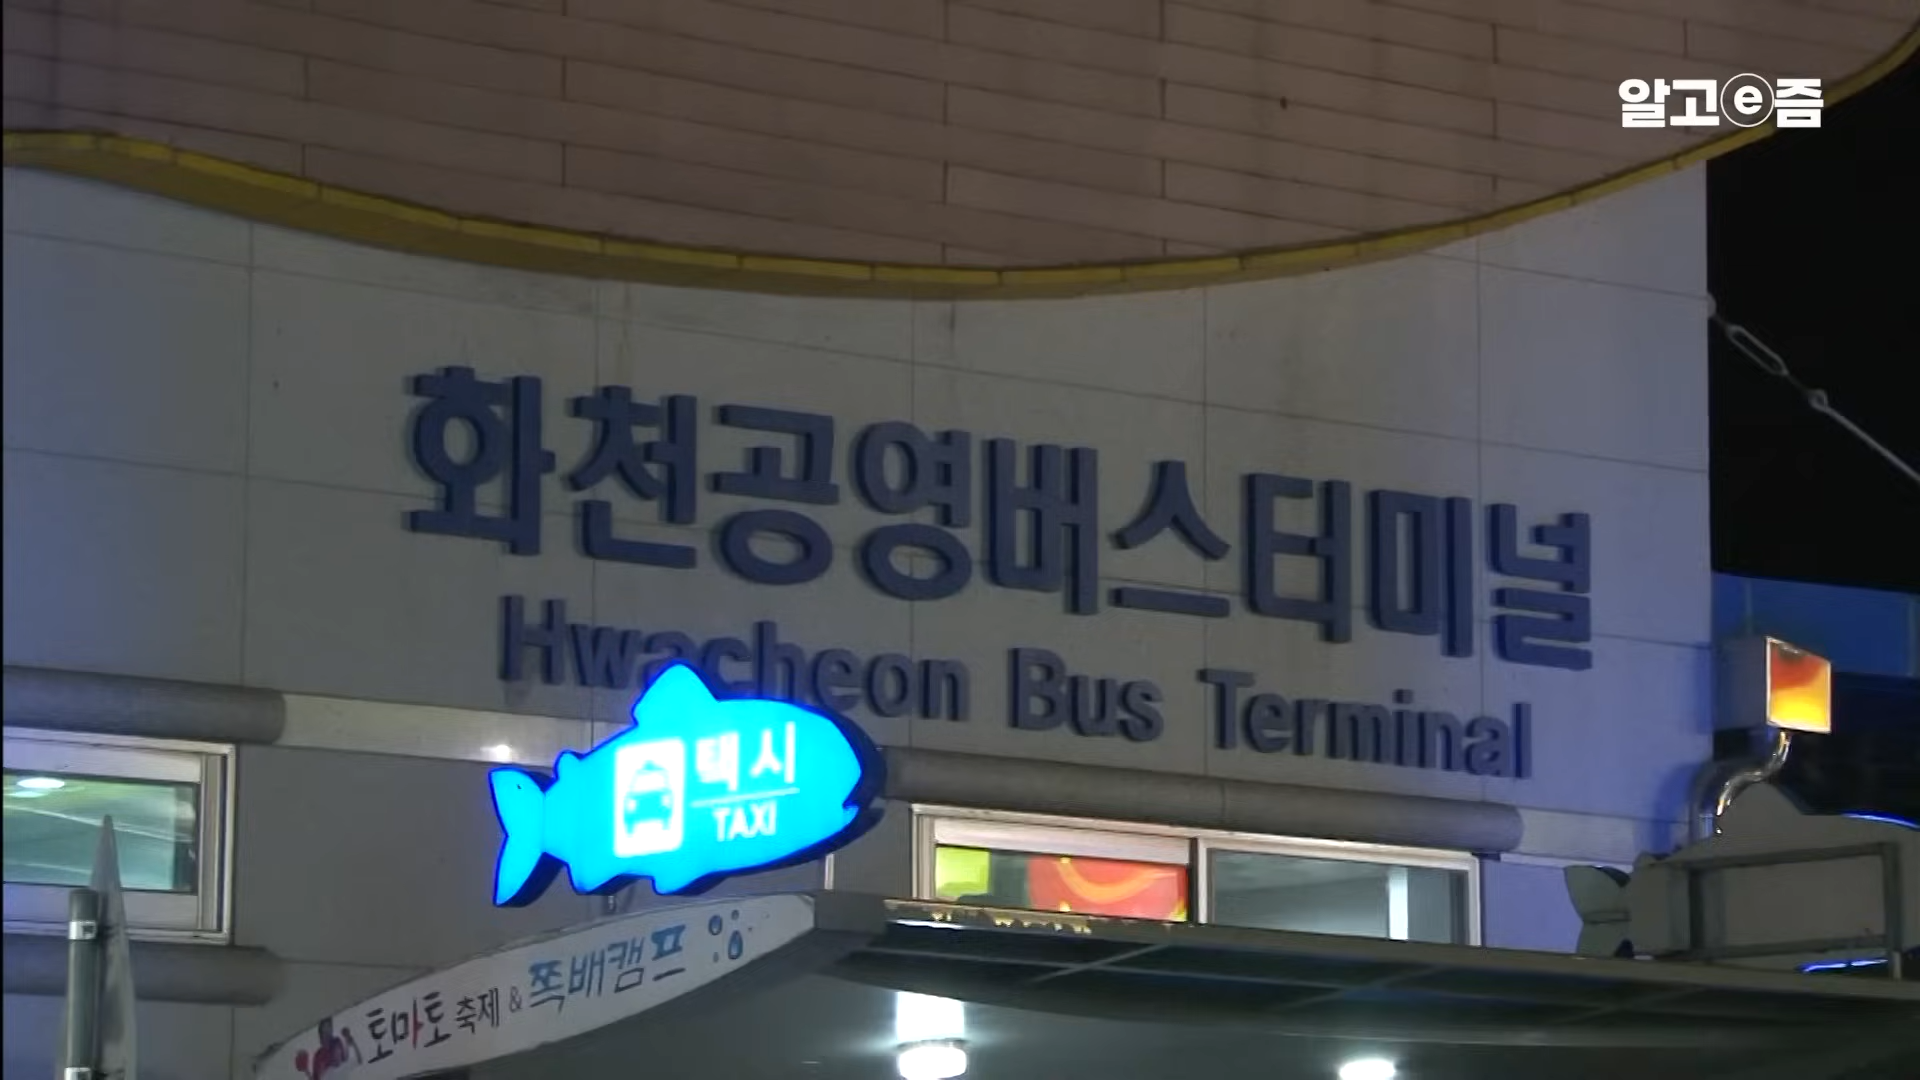 알고e즘
화천공영버스터미널
Hwacheon Bus Terminal
택시
TAXI
토마토축제 & 쪽배캠프